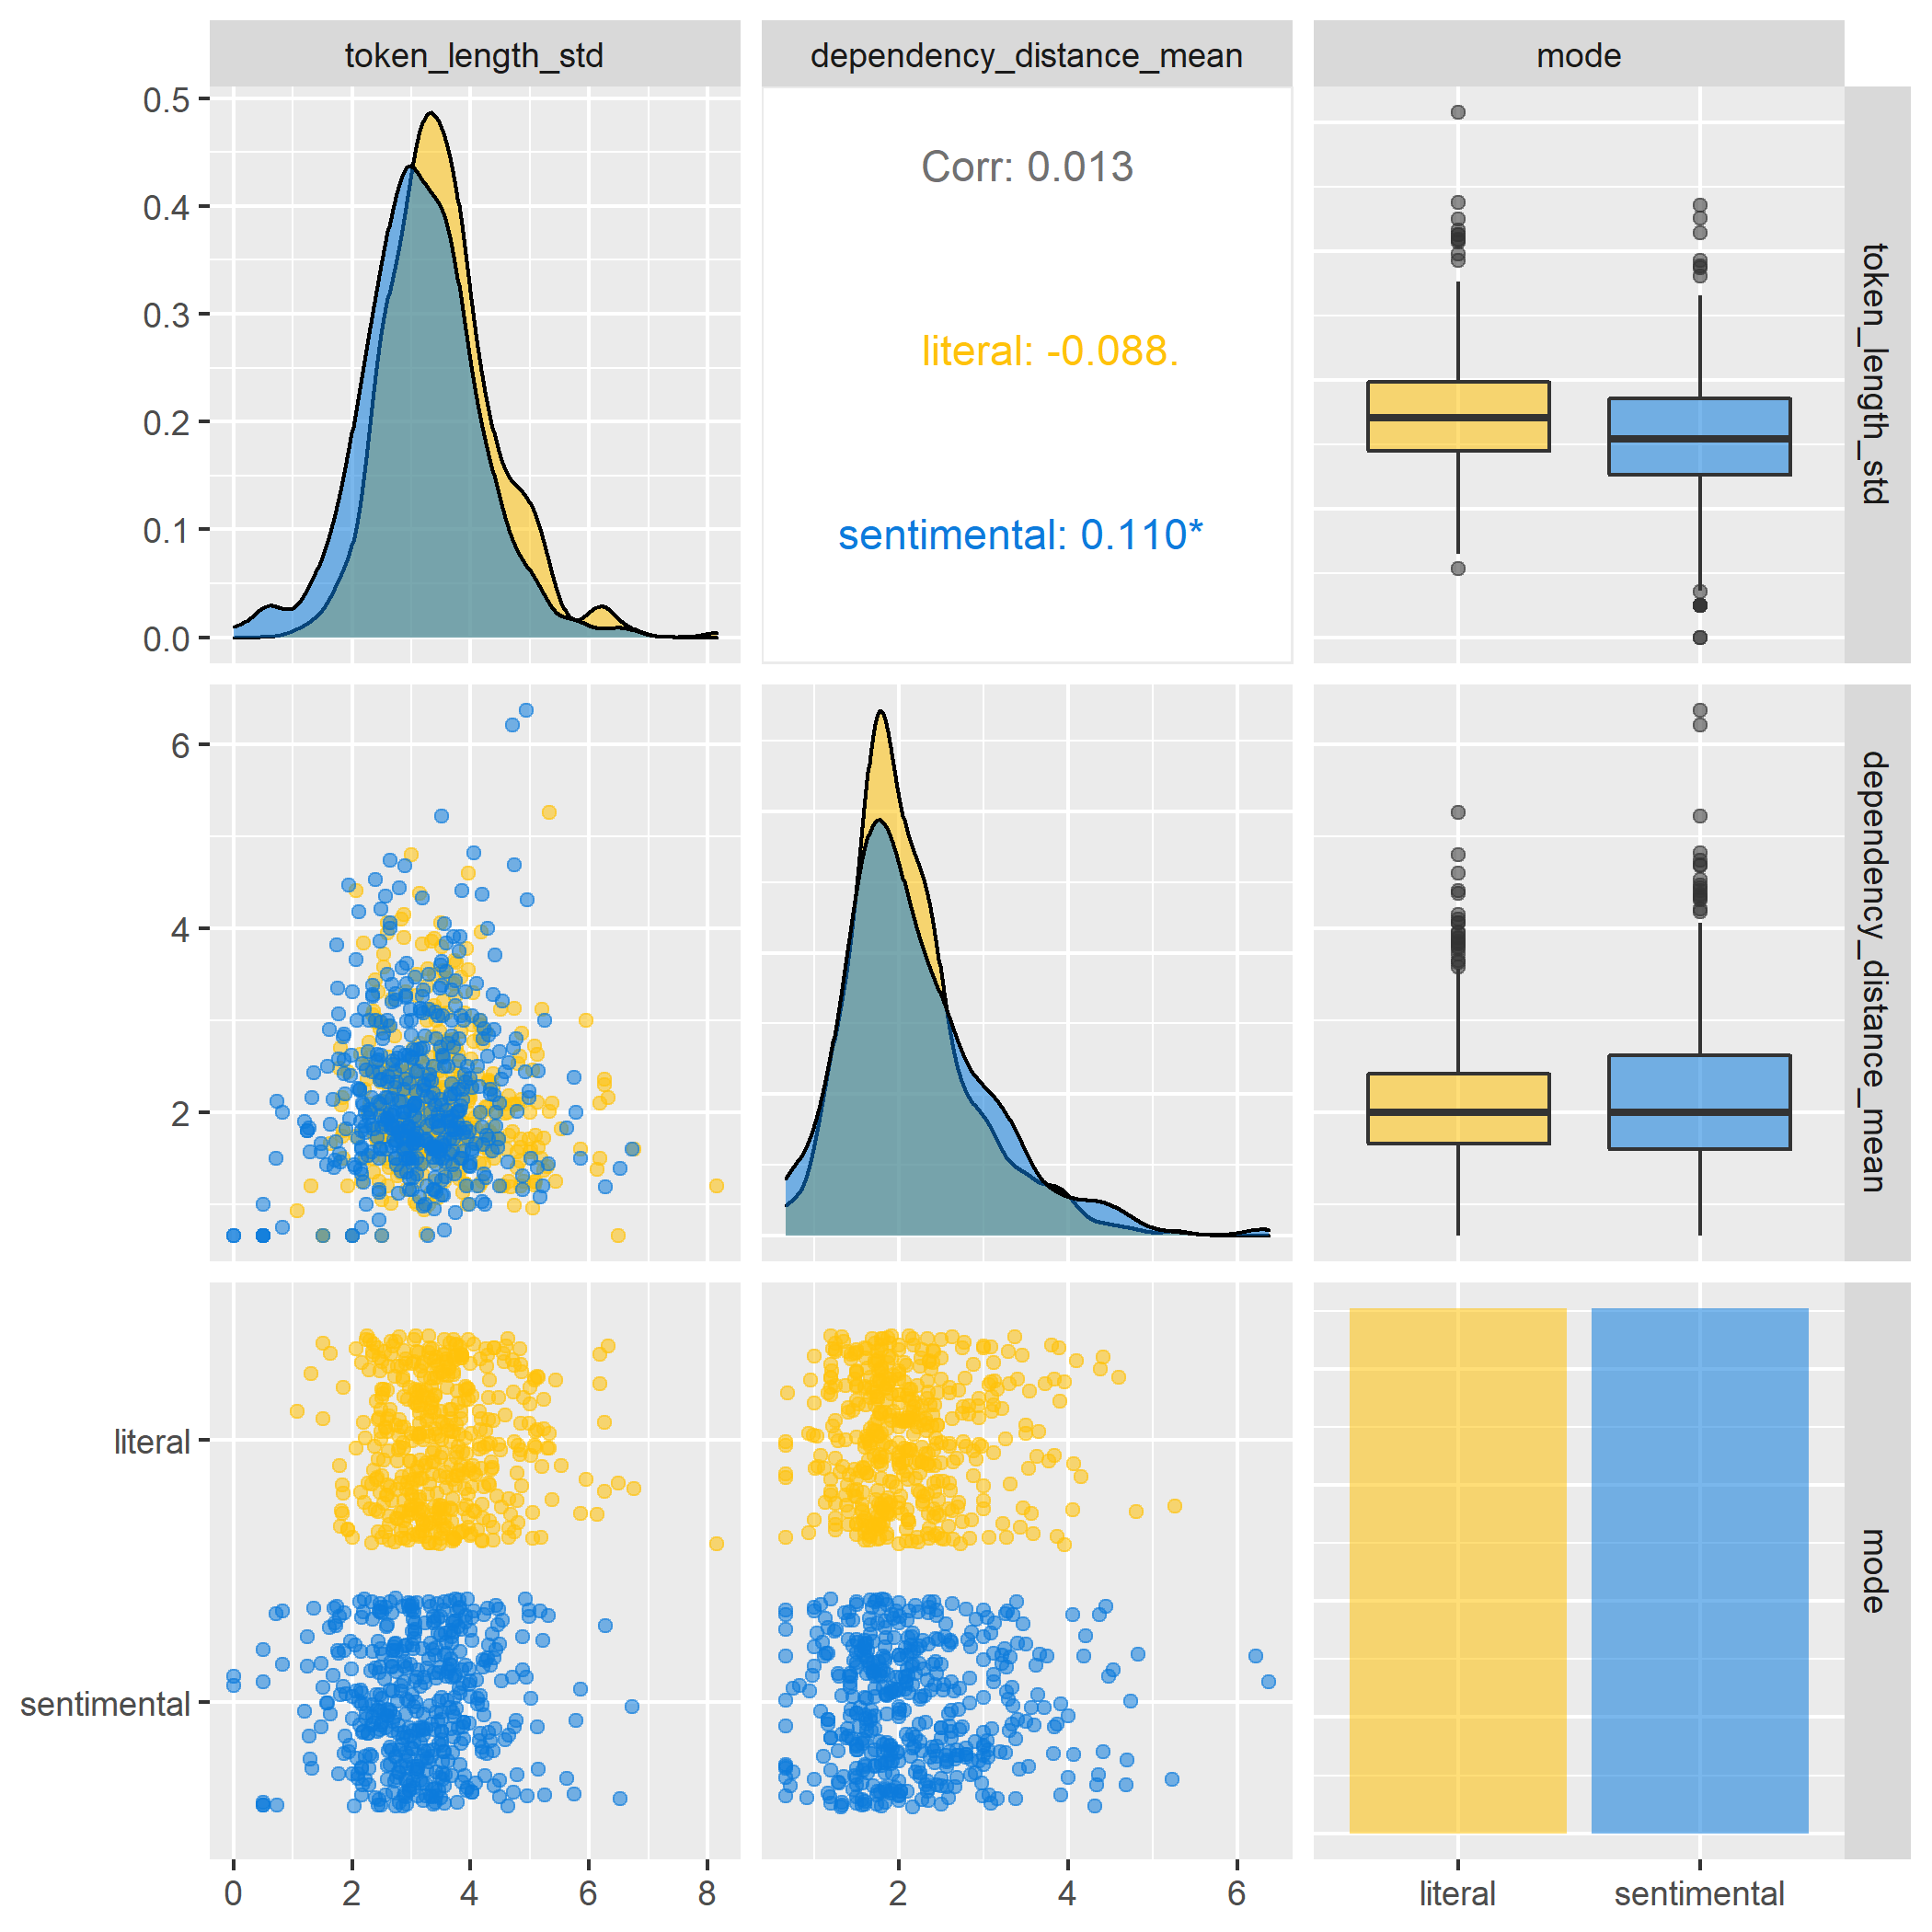 token_length_std
dependency_distance_mean
mode
0.5
0.4
0.3
0.2
0.1
0.0
Corr: 0.013
literal: -0.088.
sentimental: 0.110*
token_length_std
6
4
2
dependency_distance_mean
literal
sentimental
mode
0
2
4
6
8
2
4
6
literal
sentimental